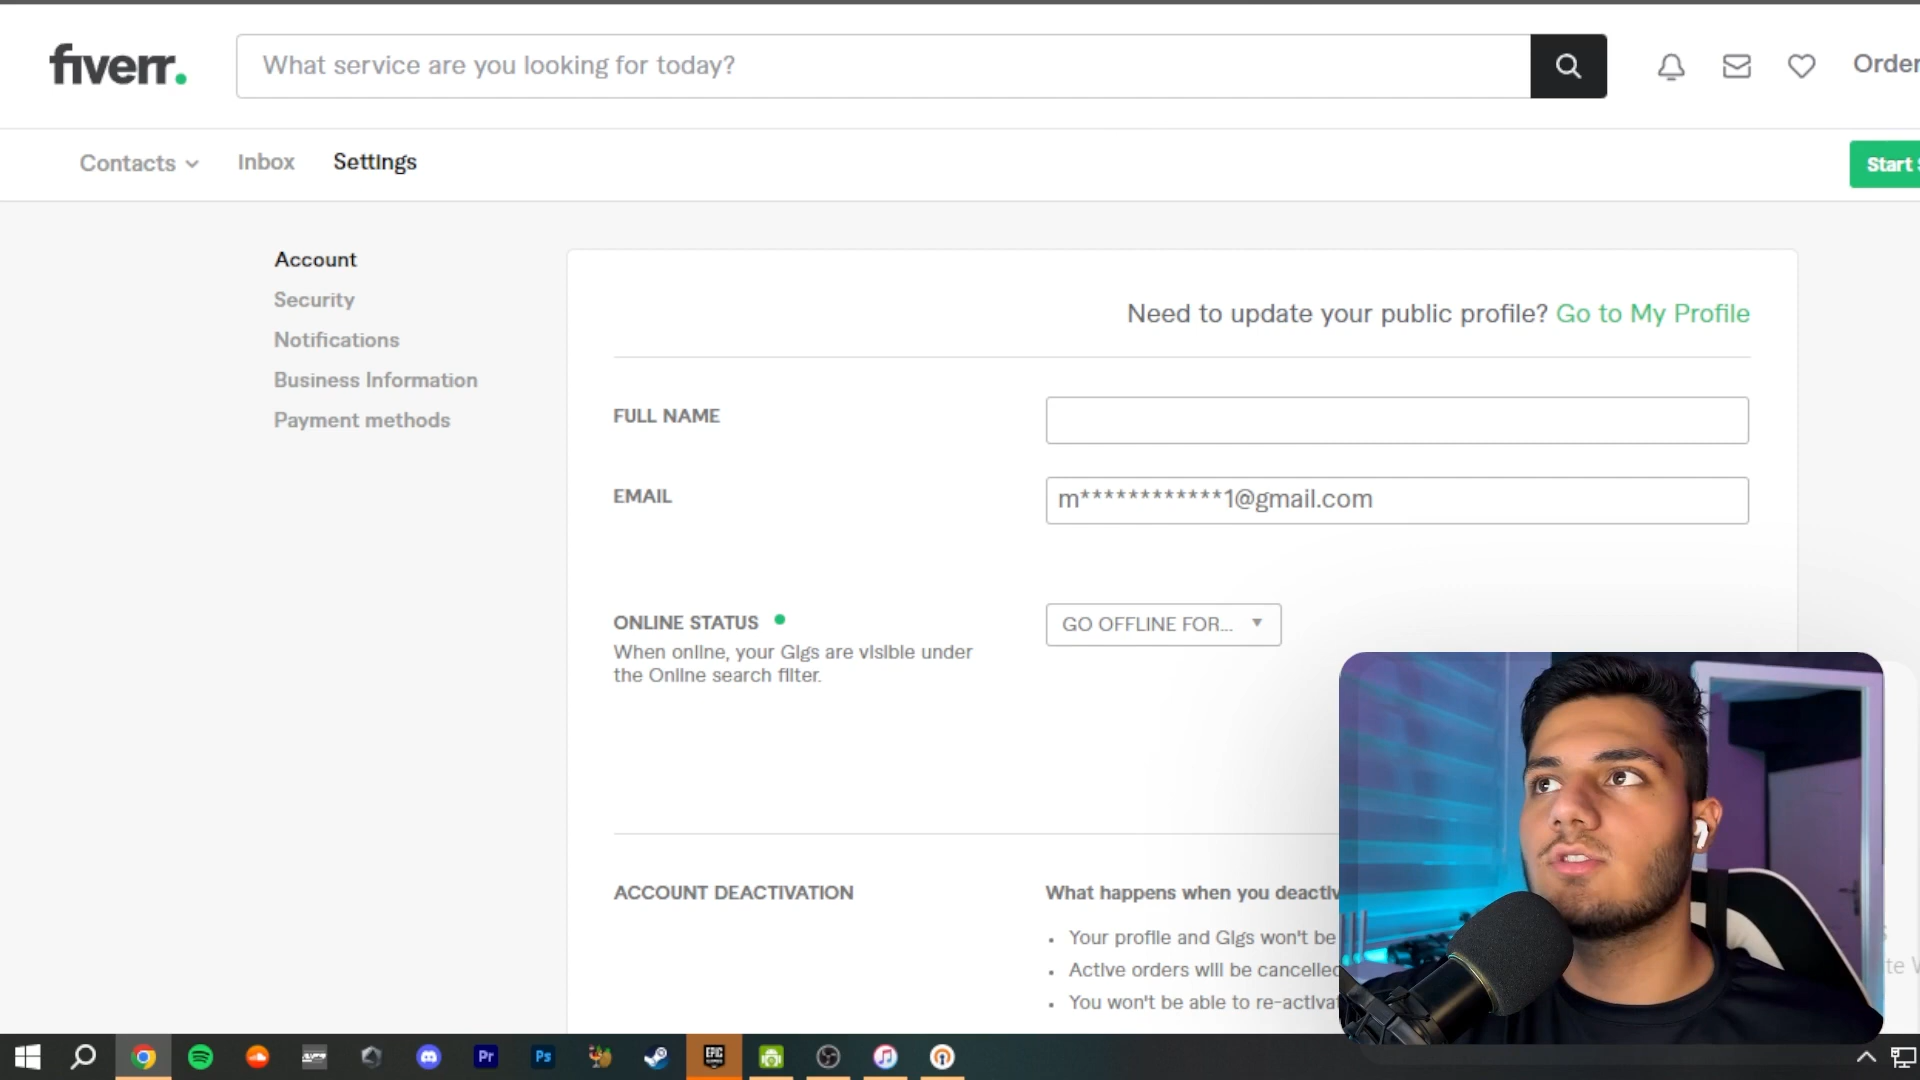 fiverr.
What service are you looking for today?
Order
Contacts
Inbox
Settings
Start
Account
Security
Notifications
Business Information
Payment methods
Need to update your public profile? Go to My Profile
FULL NAME
EMAIL
m************1@gmail.com
ONLINE STATUS
When online, your Gigs are visible under
the Online search filter.
GO OFFLINE FOR...
ACCOUNT DEACTIVATION
What happens when you deactiv
• Your profile and Gigs won't be
• Active orders will be cancelled
• You won't be able to re-activat
Pr
Ps
EPIC